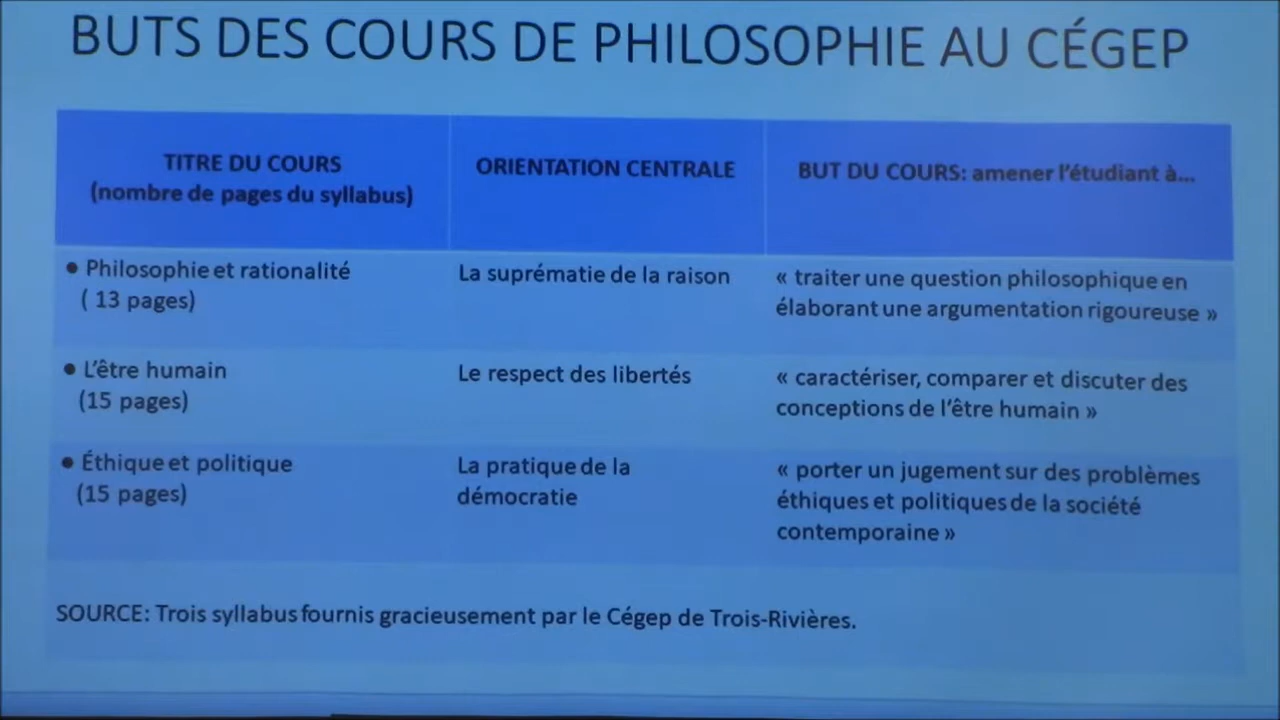 BUTS DES COURS DE PHILOSOPHIE AU CÉGEP
TITRE DU COURS
(nombre de pages du syllabus)
ORIENTATION CENTRALE
BUT DU COURS: amener l'étudiant à...
● Philosophie et rationalité
( 13 pages)
La suprématie de la raison
« traiter une question philosophique en
élaborant une argumentation rigoureuse »
● L'être humain
(15 pages)
Le respect des libertés
« caractériser, comparer et discuter des
conceptions de l'être humain »
● Éthique et politique
(15 pages)
La pratique de la
démocratie
« porter un jugement sur des problèmes
éthiques et politiques de la société
contemporaine »
SOURCE: Trois syllabus fournis gracieusement par le Cégep de Trois-Rivières.